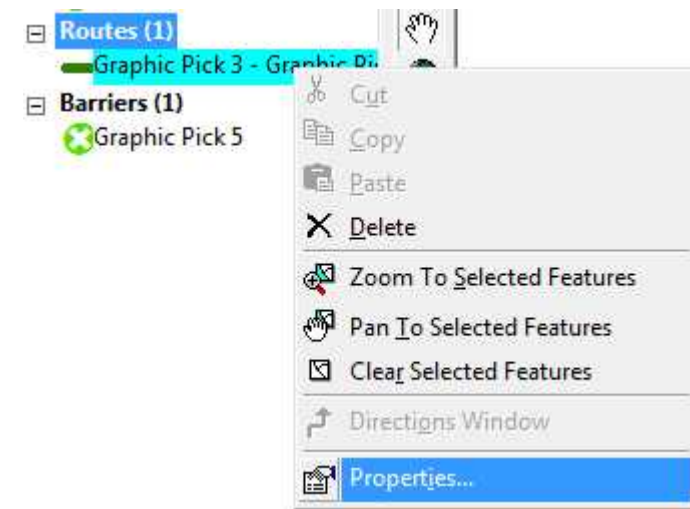 Routes (1)
Graphic Pick 3 - Graphic Pi
Barriers (1)
Graphic Pick 5
Cut
Copy
Paste
Delete
Zoom To Selected Features
Pan To Selected Features
Clear Selected Features
Directions Window
Properties...